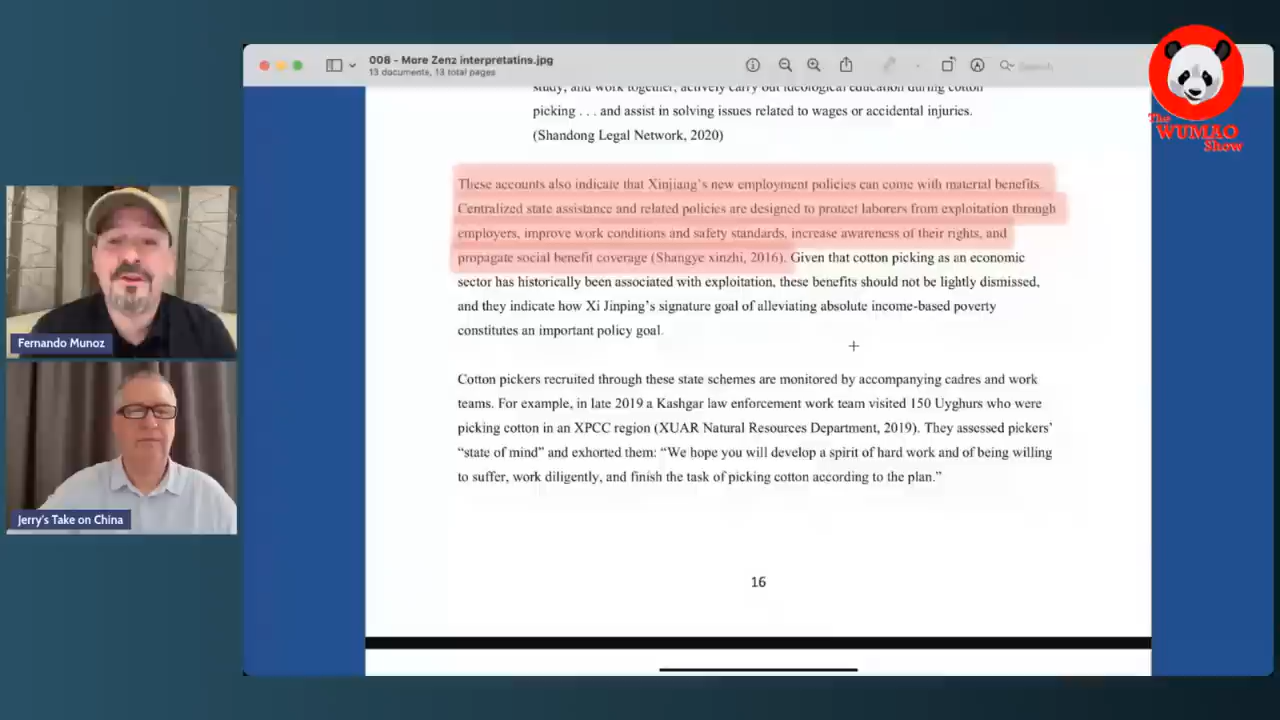 008 - More Zenz interpretatins.jpg
13 documents, 13 total pages
Search
The
WUMAO
Show
study, and work together, actively carry out ideological education during cotton
picking . . . and assist in solving issues related to wages or accidental injuries.
(Shandong Legal Network, 2020)
These accounts also indicate that Xinjiang's new employment policies can come with material benefits.
Centralized state assistance and related policies are designed to protect laborers from exploitation through
employers, improve work conditions and safety standards, increase awareness of their rights, and
propagate social benefit coverage (Shangye xinzhi, 2016). Given that cotton picking as an economic
sector has historically been associated with exploitation, these benefits should not be lightly dismissed,
and they indicate how Xi Jinping's signature goal of alleviating absolute income-based poverty
constitutes an important policy goal.
Cotton pickers recruited through these state schemes are monitored by accompanying cadres and work
teams. For example, in late 2019 a Kashgar law enforcement work team visited 150 Uyghurs who were
picking cotton in an XPCC region (XUAR Natural Resources Department, 2019). They assessed pickers'
"state of mind" and exhorted them: "We hope you will develop a spirit of hard work and of being willing
to suffer, work diligently, and finish the task of picking cotton according to the plan."
16
Fernando Munoz
Jerry's Take on China